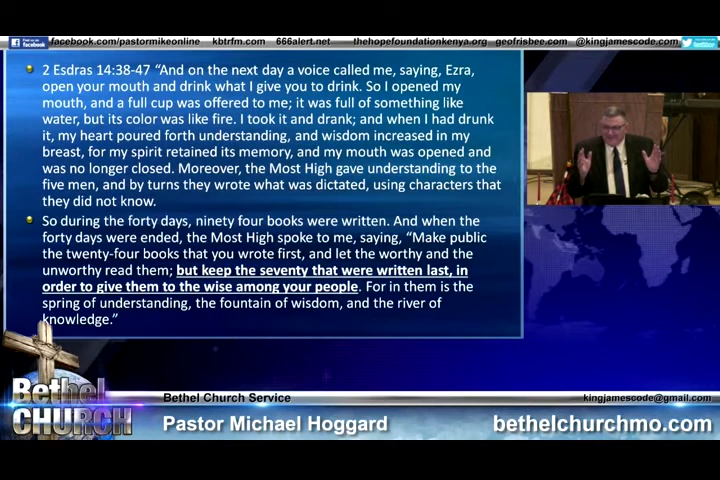 Find us on
facebook
facebook.com/pastormikeonline kbtrfm.com 666alert.net thehopefoundationkenya.org geofrisbee.com @kingjamescode.com
twitter
2 Esdras 14:38-47 “And on the next day a voice called me, saying, Ezra,
open your mouth and drink what I give you to drink. So I opened my
mouth, and a full cup was offered to me; it was full of something like
water, but its color was like fire. I took it and drank; and when I had drunk
it, my heart poured forth understanding, and wisdom increased in my
breast, for my spirit retained its memory, and my mouth was opened and
was no longer closed. Moreover, the Most High gave understanding to the
five men, and by turns they wrote what was dictated, using characters that
they did not know.
So during the forty days, ninety four books were written. And when the
forty days were ended, the Most High spoke to me, saying, “Make public
the twenty-four books that you wrote first, and let the worthy and the
unworthy read them; but keep the seventy that were written last, in
order to give them to the wise among your people. For in them is the
spring of understanding, the fountain of wisdom, and the river of
knowledge.”
Bethel
CHURCH
Bethel Church Service
kingjamescode@gmail.com
Pastor Michael Hoggard
bethelchurchmo.com